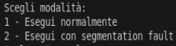 Scegli modalità:
1 - Esegui normalmente
2 - Esegui con segmentation fault